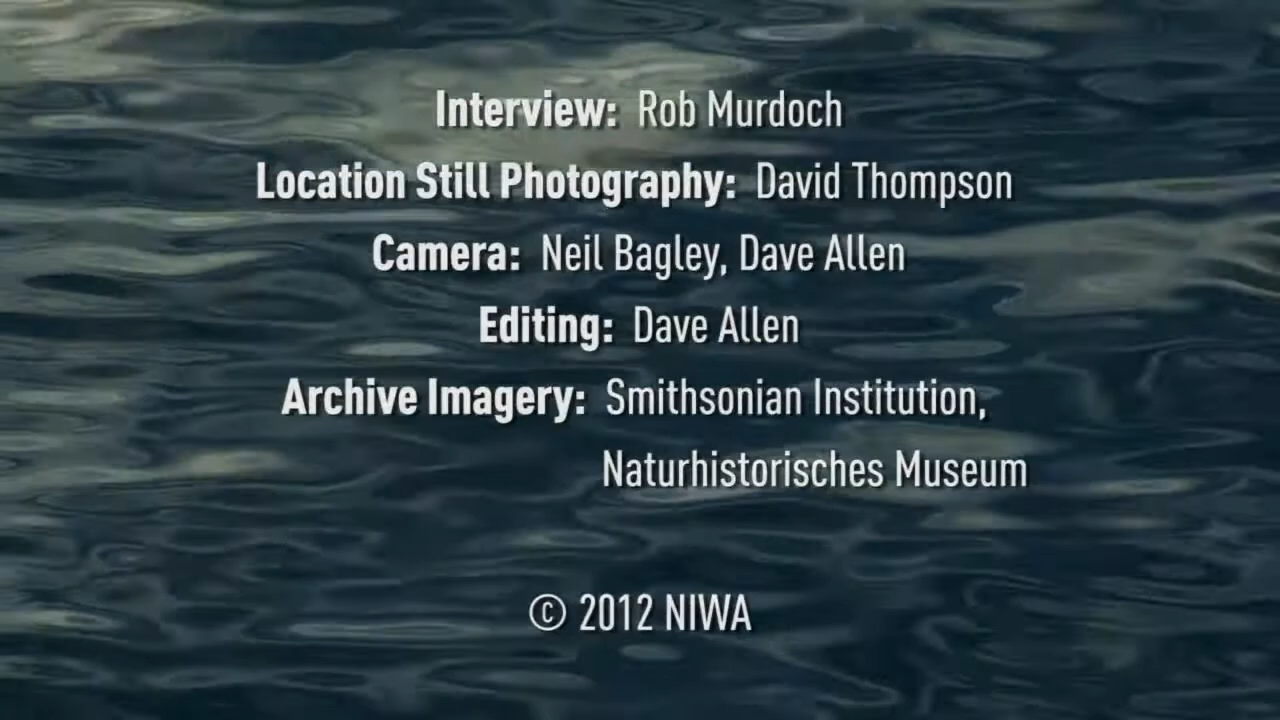 Interview: Rob Murdoch
Location Still Photography: David Thompson
Camera: Neil Bagley, Dave Allen
Editing: Dave Allen
Archive Imagery: Smithsonian Institution,
Naturhistorisches Museum
© 2012 NIWA